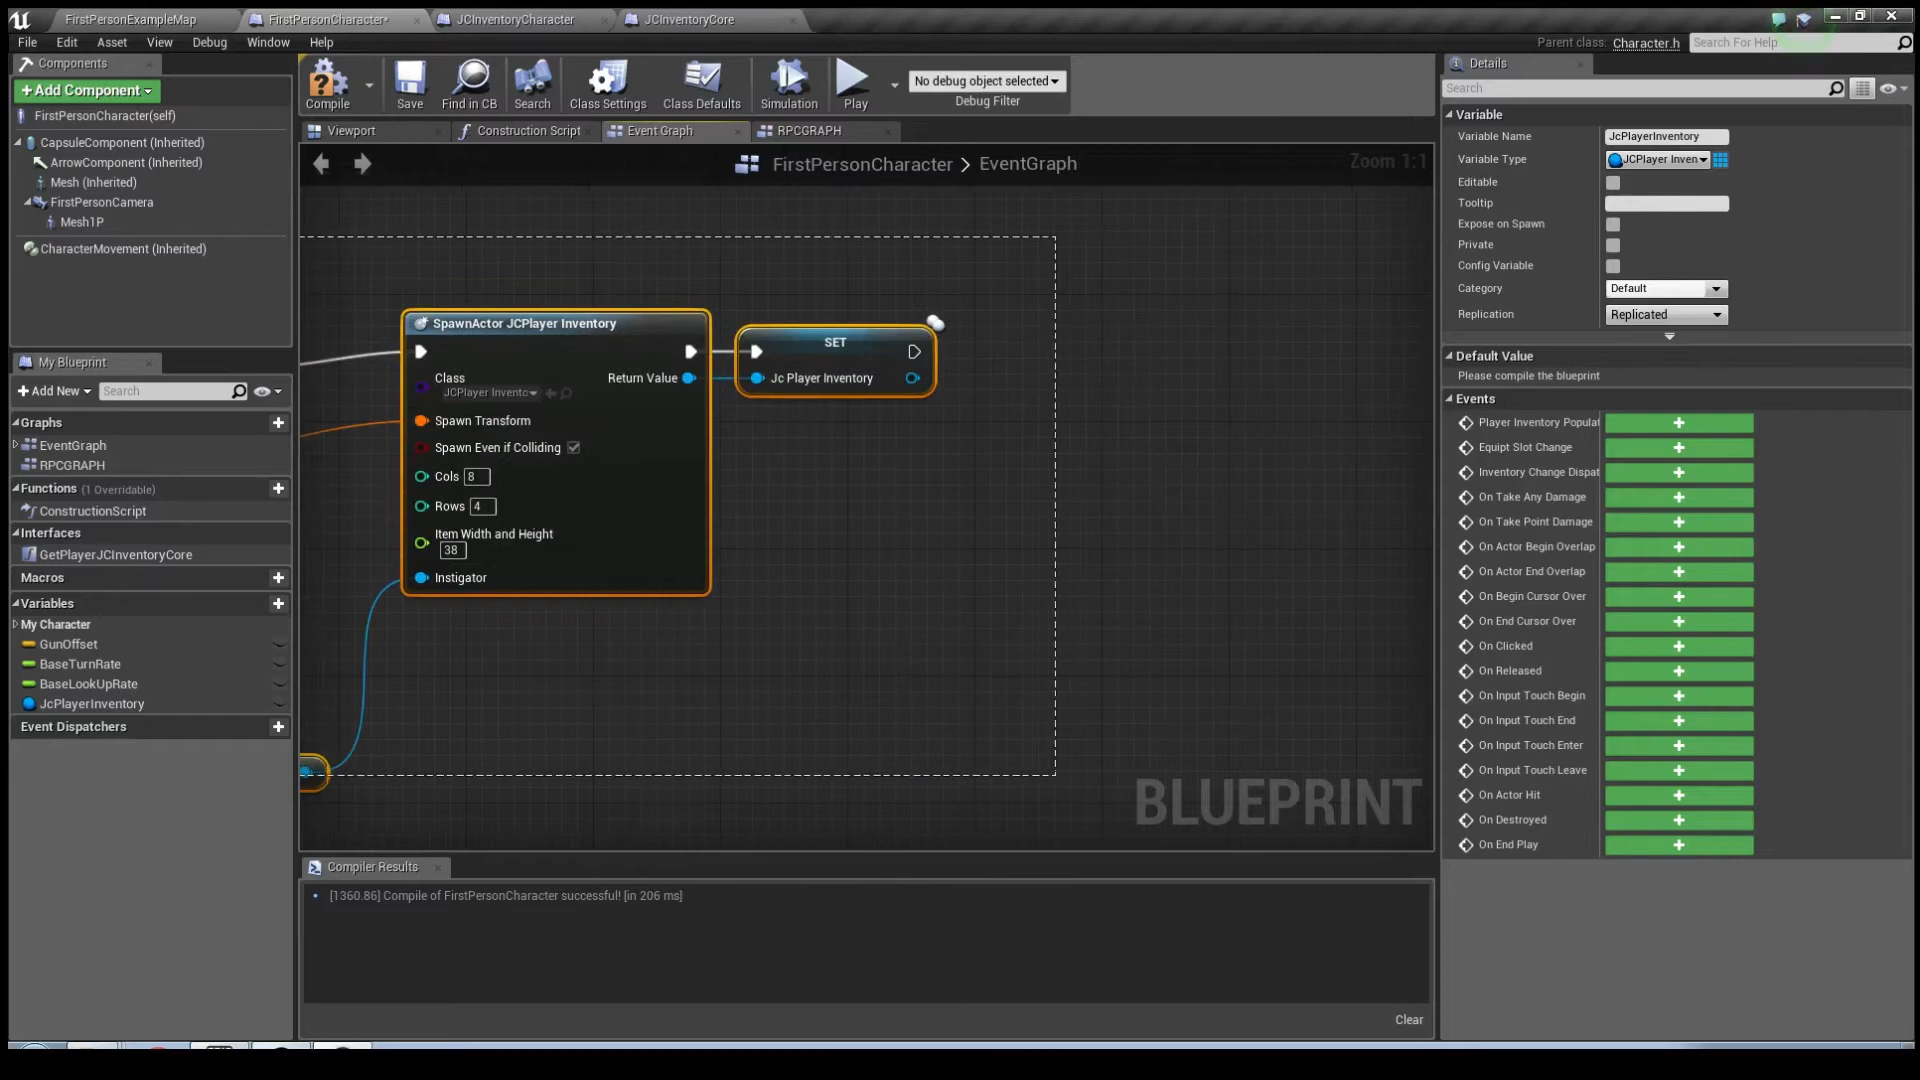 FirstPersonExampleMap
FirstPersonCharacter*
JCInventoryCharacter
JCInventoryCore
File Edit Asset View Debug Window Help
Parent class: Character.h
Search For Help
Components
+Add Component
FirstPersonCharacter(self)
CapsuleComponent (Inherited)
ArrowComponent (Inherited)
Mesh (Inherited)
FirstPersonCamera
Mesh1P
CharacterMovement (Inherited)
My Blueprint
+Add New
Search
Graphs
EventGraph
RPCGRAPH
Functions (1 Overridable)
ConstructionScript
Interfaces
GetPlayerJCInventoryCore
Macros
Variables
My Character
GunOffset
BaseTurnRate
BaseLookUpRate
JcPlayerInventory
Event Dispatchers
Compile Save Find in CB Search Class Settings Class Defaults Simulation Play
No debug object selected
Debug Filter
Viewport
Construction Script
Event Graph
RPCGRAPH
FirstPersonCharacter > EventGraph
Zoom 1:1
SpawnActor JCPlayer Inventory
Class
JCPlayer Invento
Return Value
Spawn Transform
Spawn Even if Colliding
Cols 8
Rows 4
Item Width and Height
38
Instigator
SET
Jc Player Inventory
BLUEPRINT
Compiler Results
[1360.86] Compile of FirstPersonCharacter successful! [in 206 ms]
Clear
Details
Search
Variable
Variable Name JcPlayerInventory
Variable Type JCPlayer Inven
Editable
Tooltip
Expose on Spawn
Private
Config Variable
Category Default
Replication Replicated
Default Value
Please compile the blueprint
Events
Player Inventory Populat
Equipt Slot Change
Inventory Change Dispat
On Take Any Damage
On Take Point Damage
On Actor Begin Overlap
On Actor End Overlap
On Begin Cursor Over
On End Cursor Over
On Clicked
On Released
On Input Touch Begin
On Input Touch End
On Input Touch Enter
On Input Touch Leave
On Actor Hit
On Destroyed
On End Play